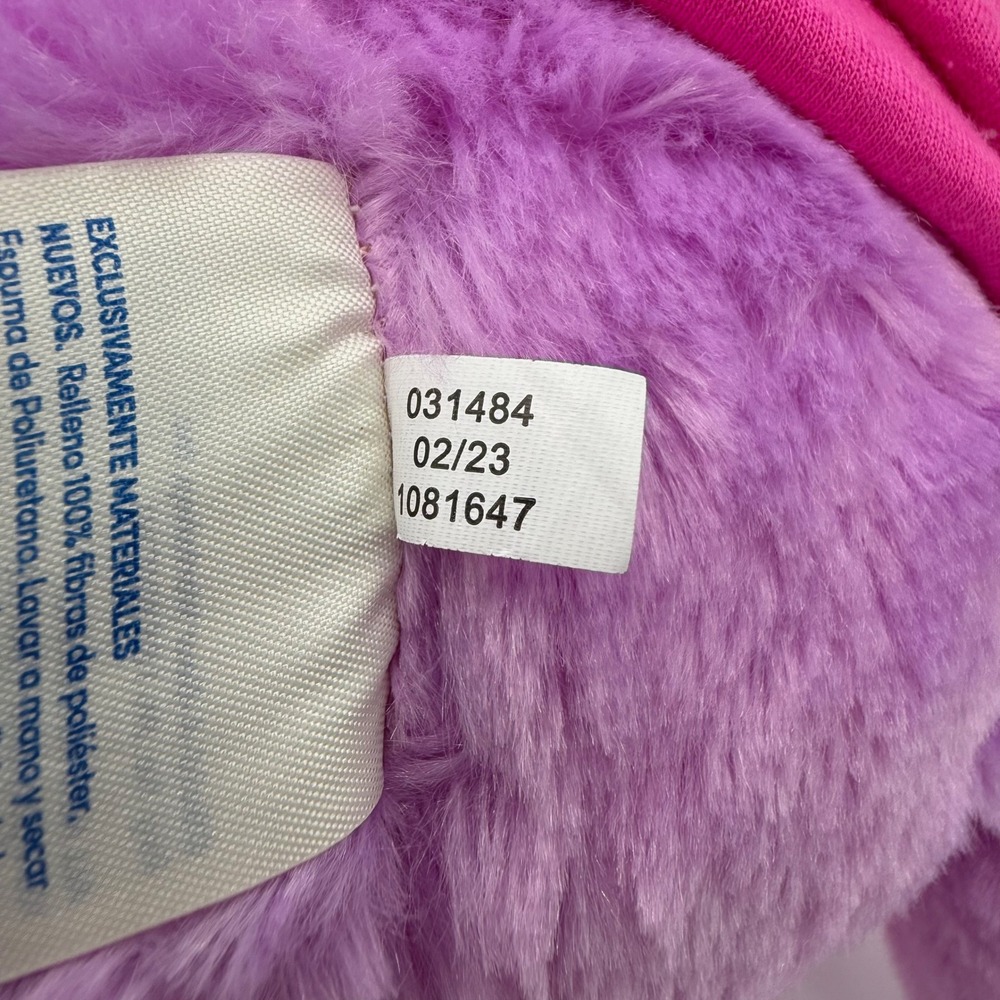 EXCLUSIVAMENTE MATERIALES
NUEVOS. Relleno 100% fibras de poliéster,
Espuma de Poliuretano. Lavar a mano y secar
031484
02/23
1081647